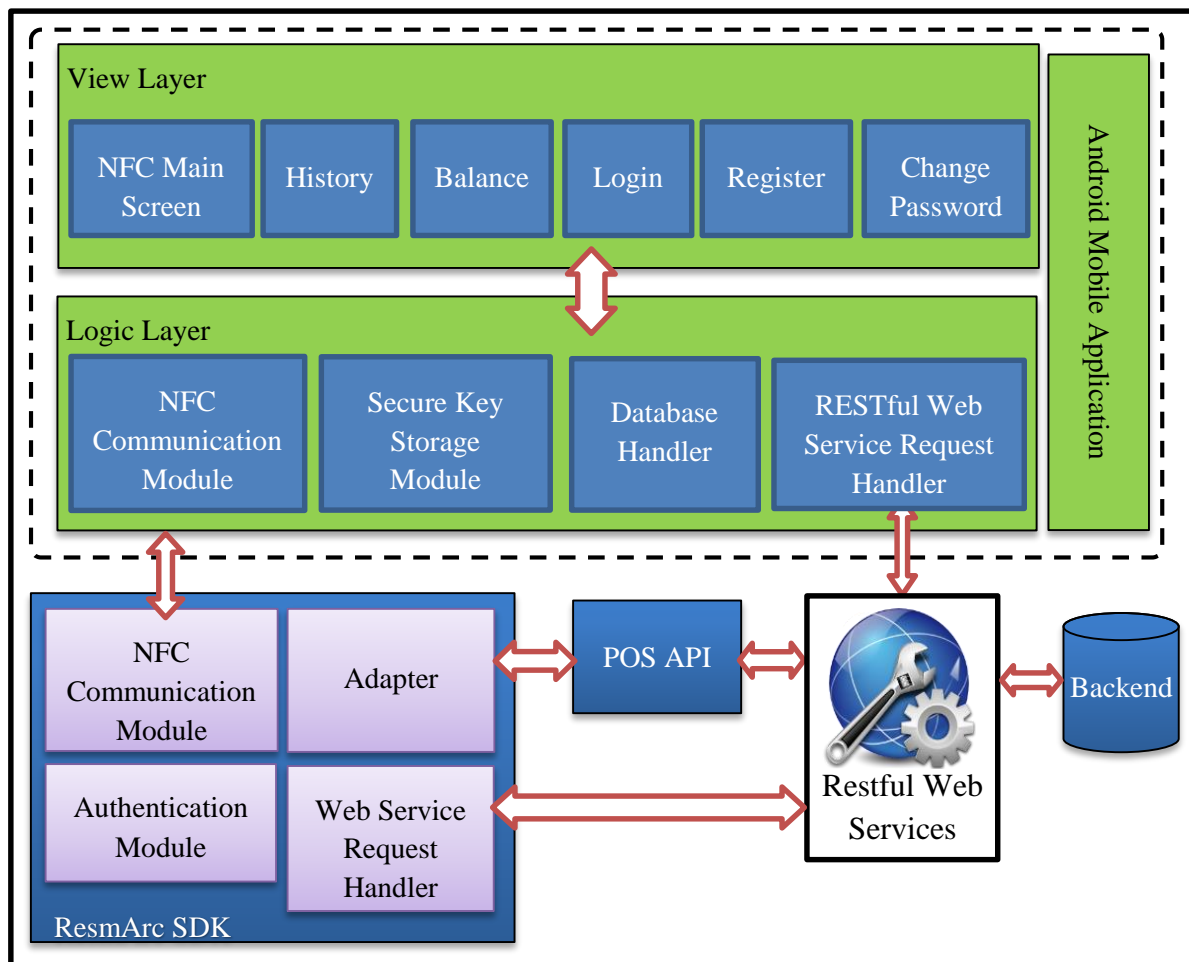 View Layer
NFC Main
Screen
History
Balance
Login
Register
Change
Password
Android Mobile Application
Logic Layer
NFC
Communication
Module
Secure Key
Storage
Module
Database
Handler
RESTful Web
Service Request
Handler
NFC
Communication
Module
Adapter
POS API
Restful Web
Services
Backend
Authentication
Module
Web Service
Request
Handler
ResmArc SDK